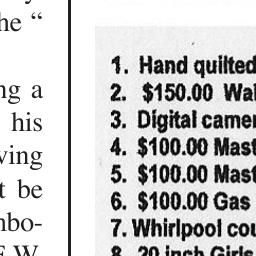 he “
ng a
his
ving
t be
nbo-
1. Hand quilted
2. $150.00 Wal
3. Digital camer
4. $100.00 Mast
5. $100.00 Mast
6. $100.00 Gas
7. Whirlpool cou
8. 20 inch Girls